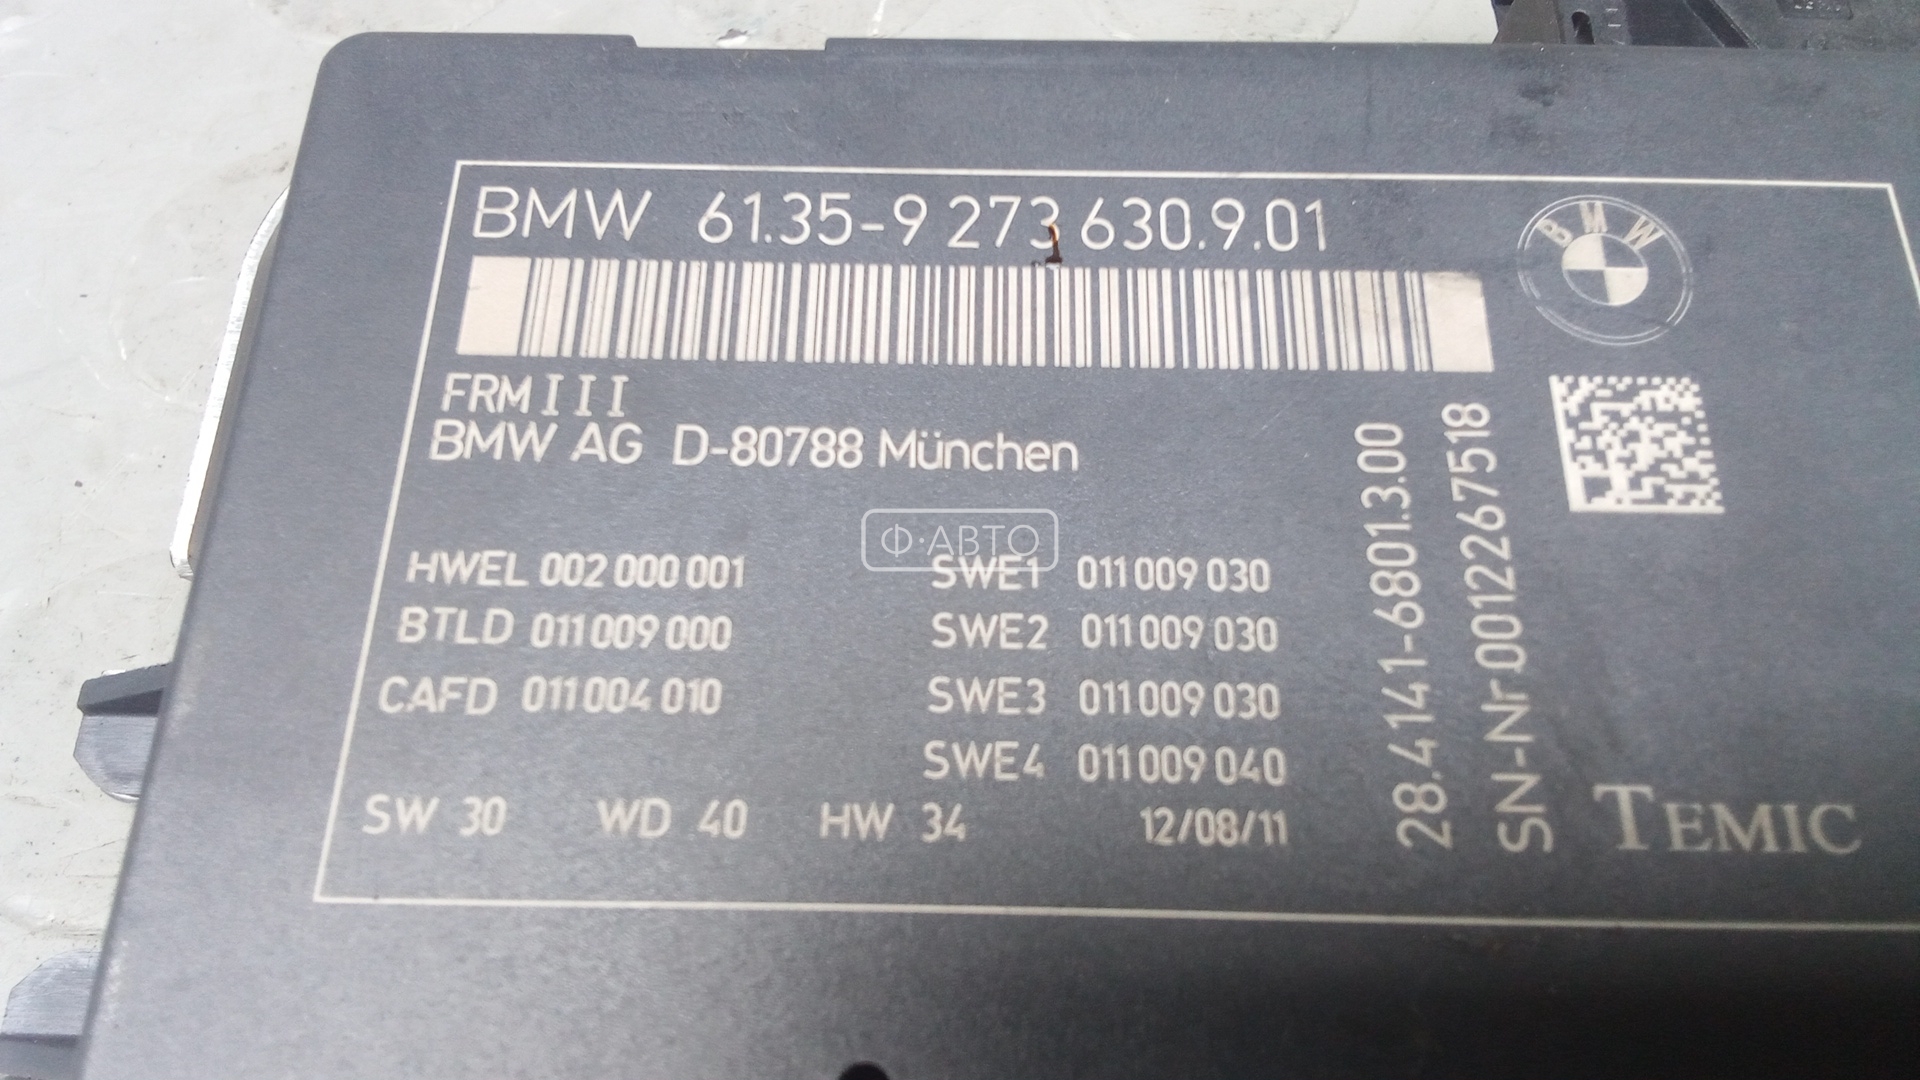 BMW 61.35-9 273 630.9.01
BMW
FRM III
BMW AG D-80788 München
Ф·АВТО
HWEL 002 000 001 SWE1 011 009 030
BTLD 011 009 000 SWE2 011 009 030
CAFD 011 004 010 SWE3 011 009 030
SWE4 011 009 040
SW 30 WD 40 HW 34 12/08/11
28.4141-6801.3.00
SN-Nr 00122267518
TEMIC